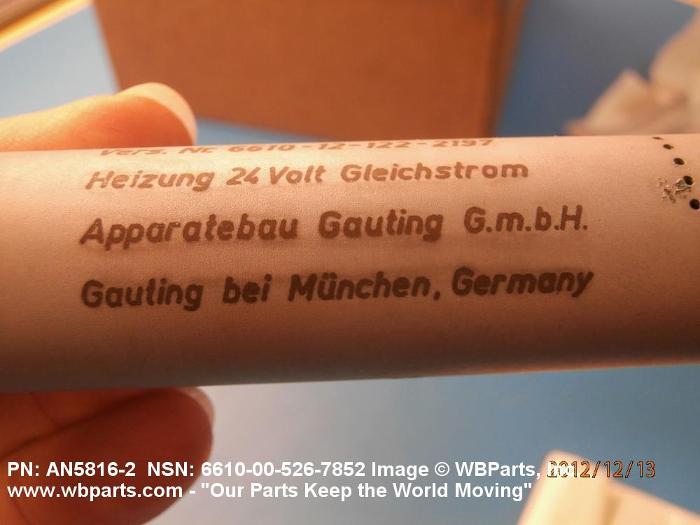 Vers. Nr. 6610-12-122-2197
Heizung 24 Volt Gleichstrom
Apparatebau Gauting G.m.b.H.
Gauting bei München, Germany
PN: AN5816-2 NSN: 6610-00-526-7852 Image © WBParts, Inc
2012/12/13
www.wbparts.com - "Our Parts Keep the World Moving"